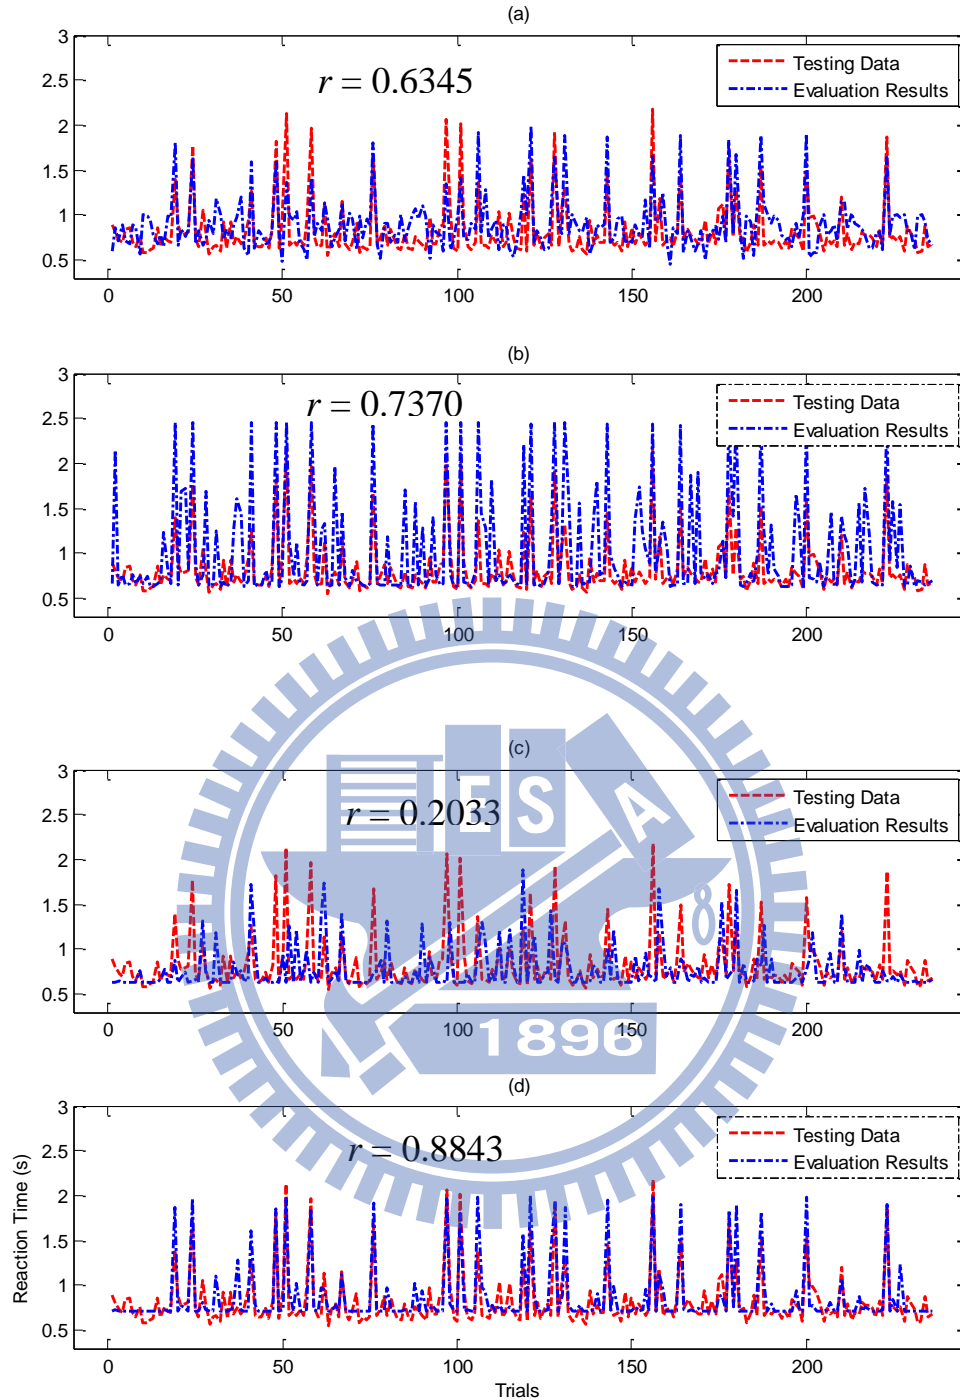 (a)
3
2.5
2
1.5
1
0.5
r = 0.6345
Testing Data
Evaluation Results
0 50 100 150 200
(b)
3
2.5
2
1.5
1
0.5
r = 0.7370
Testing Data
Evaluation Results
0 50 100 150 200
(c)
3
2.5
2
1.5
1
0.5
r = 0.2033
Testing Data
Evaluation Results
E S A
8
1896
0 50 100 150 200
(d)
3
2.5
2
1.5
1
0.5
r = 0.8843
Testing Data
Evaluation Results
Reaction Time (s)
0 50 100 150 200
Trials